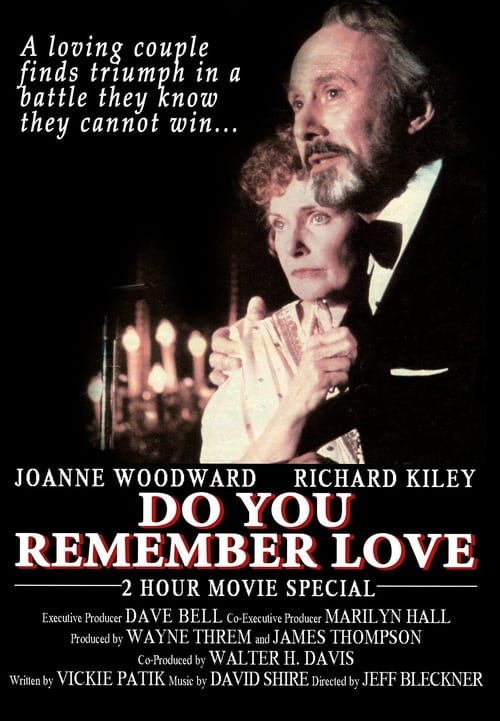 A loving couple
finds triumph in a
battle they know
they cannot win...
JOANNE WOODWARD RICHARD KILEY
DO YOU
REMEMBER LOVE
2 HOUR MOVIE SPECIAL
Executive Producer DAVE BELL Co-Executive Producer MARILYN HALL
Produced by WAYNE THREM and JAMES THOMPSON
Co-Produced by WALTER H. DAVIS
Written by VICKIE PATIK Music by DAVID SHIRE Directed by JEFF BLECKNER